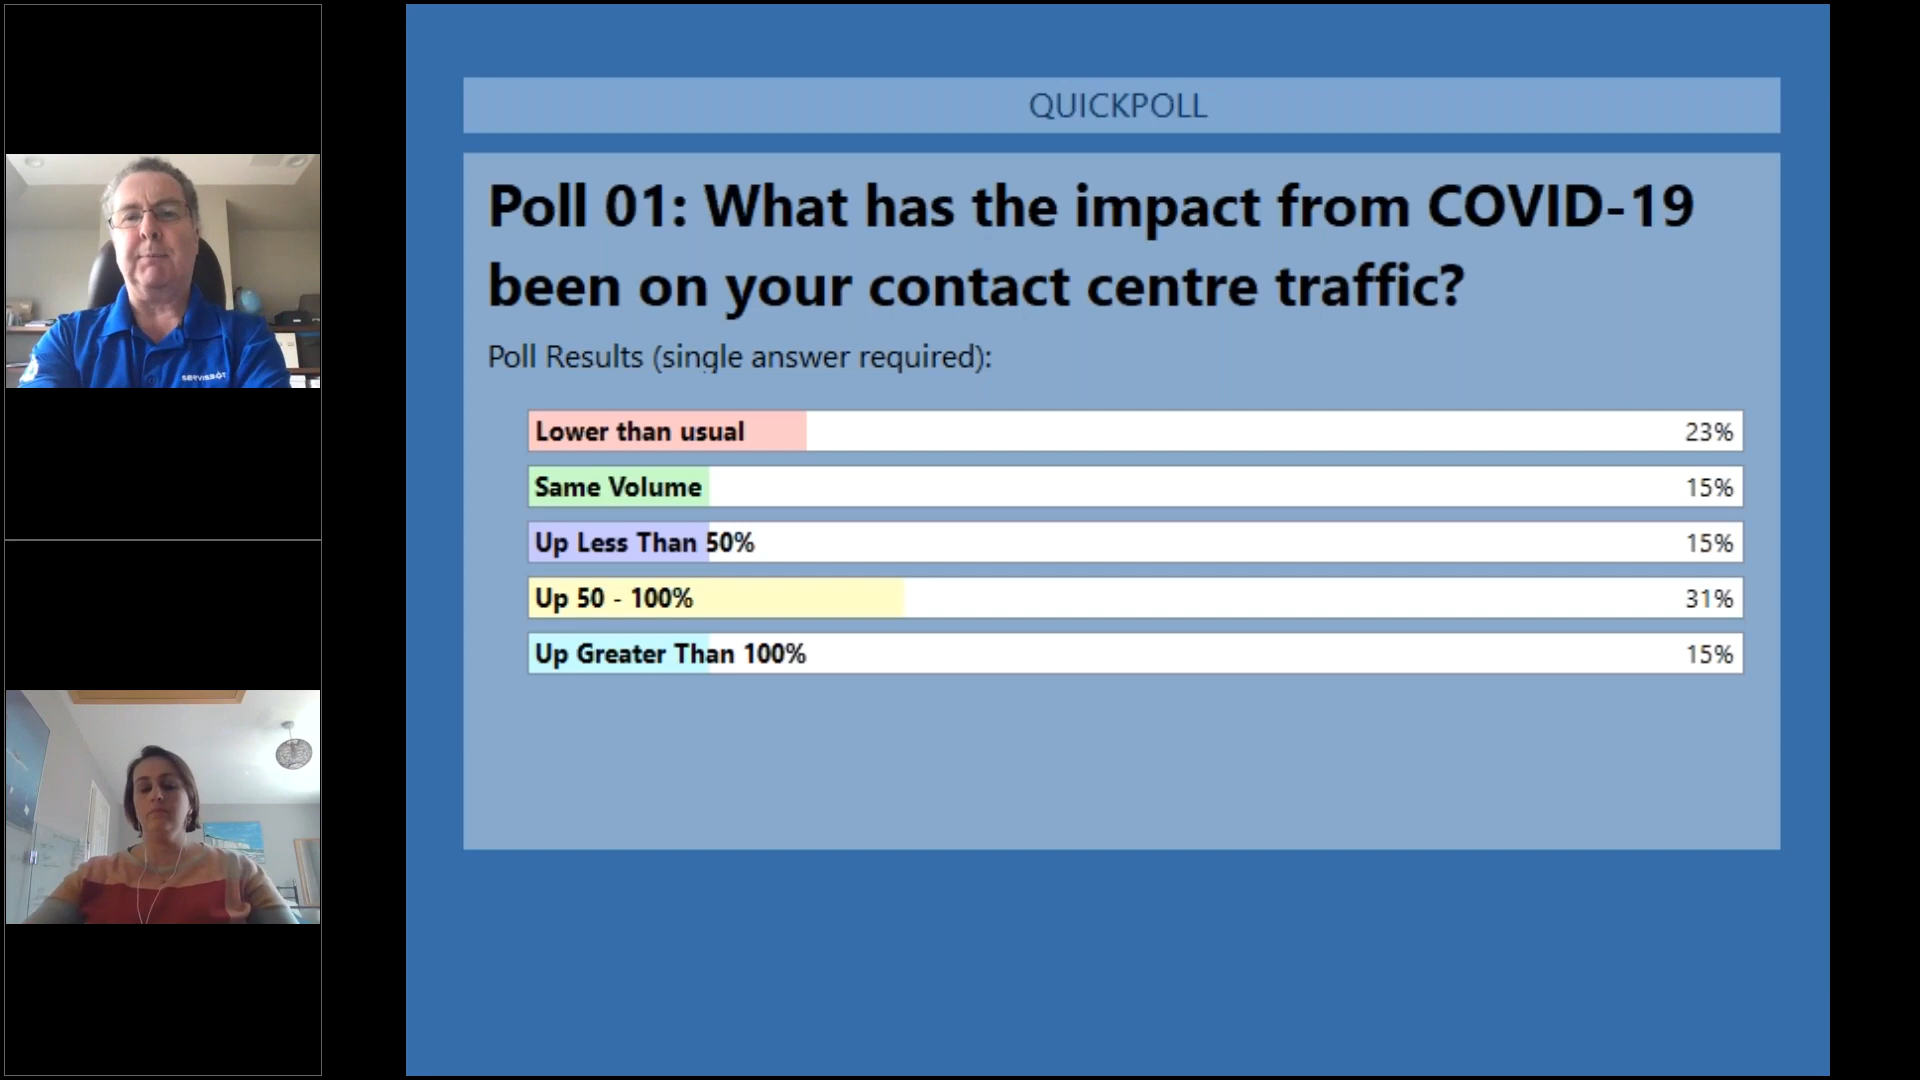 QUICKPOLL
Poll 01: What has the impact from COVID-19
been on your contact centre traffic?
Poll Results (single answer required):
Lower than usual 23%
Same Volume 15%
Up Less Than 50% 15%
Up 50 - 100% 31%
Up Greater Than 100% 15%
SERVISBOT